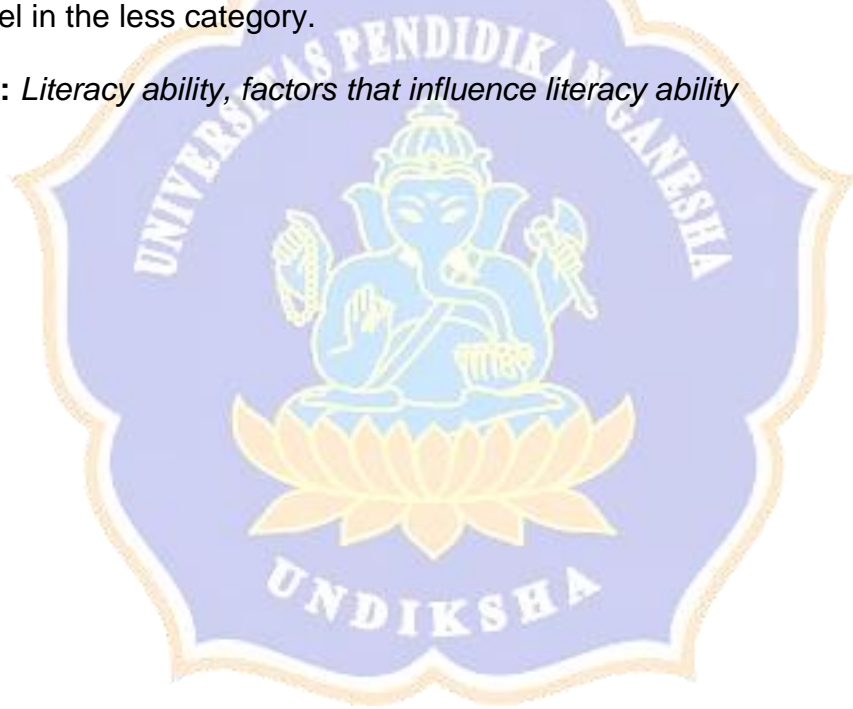 el in the less category.
: Literacy ability, factors that influence literacy ability
UNIVERSITAS PENDIDIKAN GANESHA
UNDIKSHA